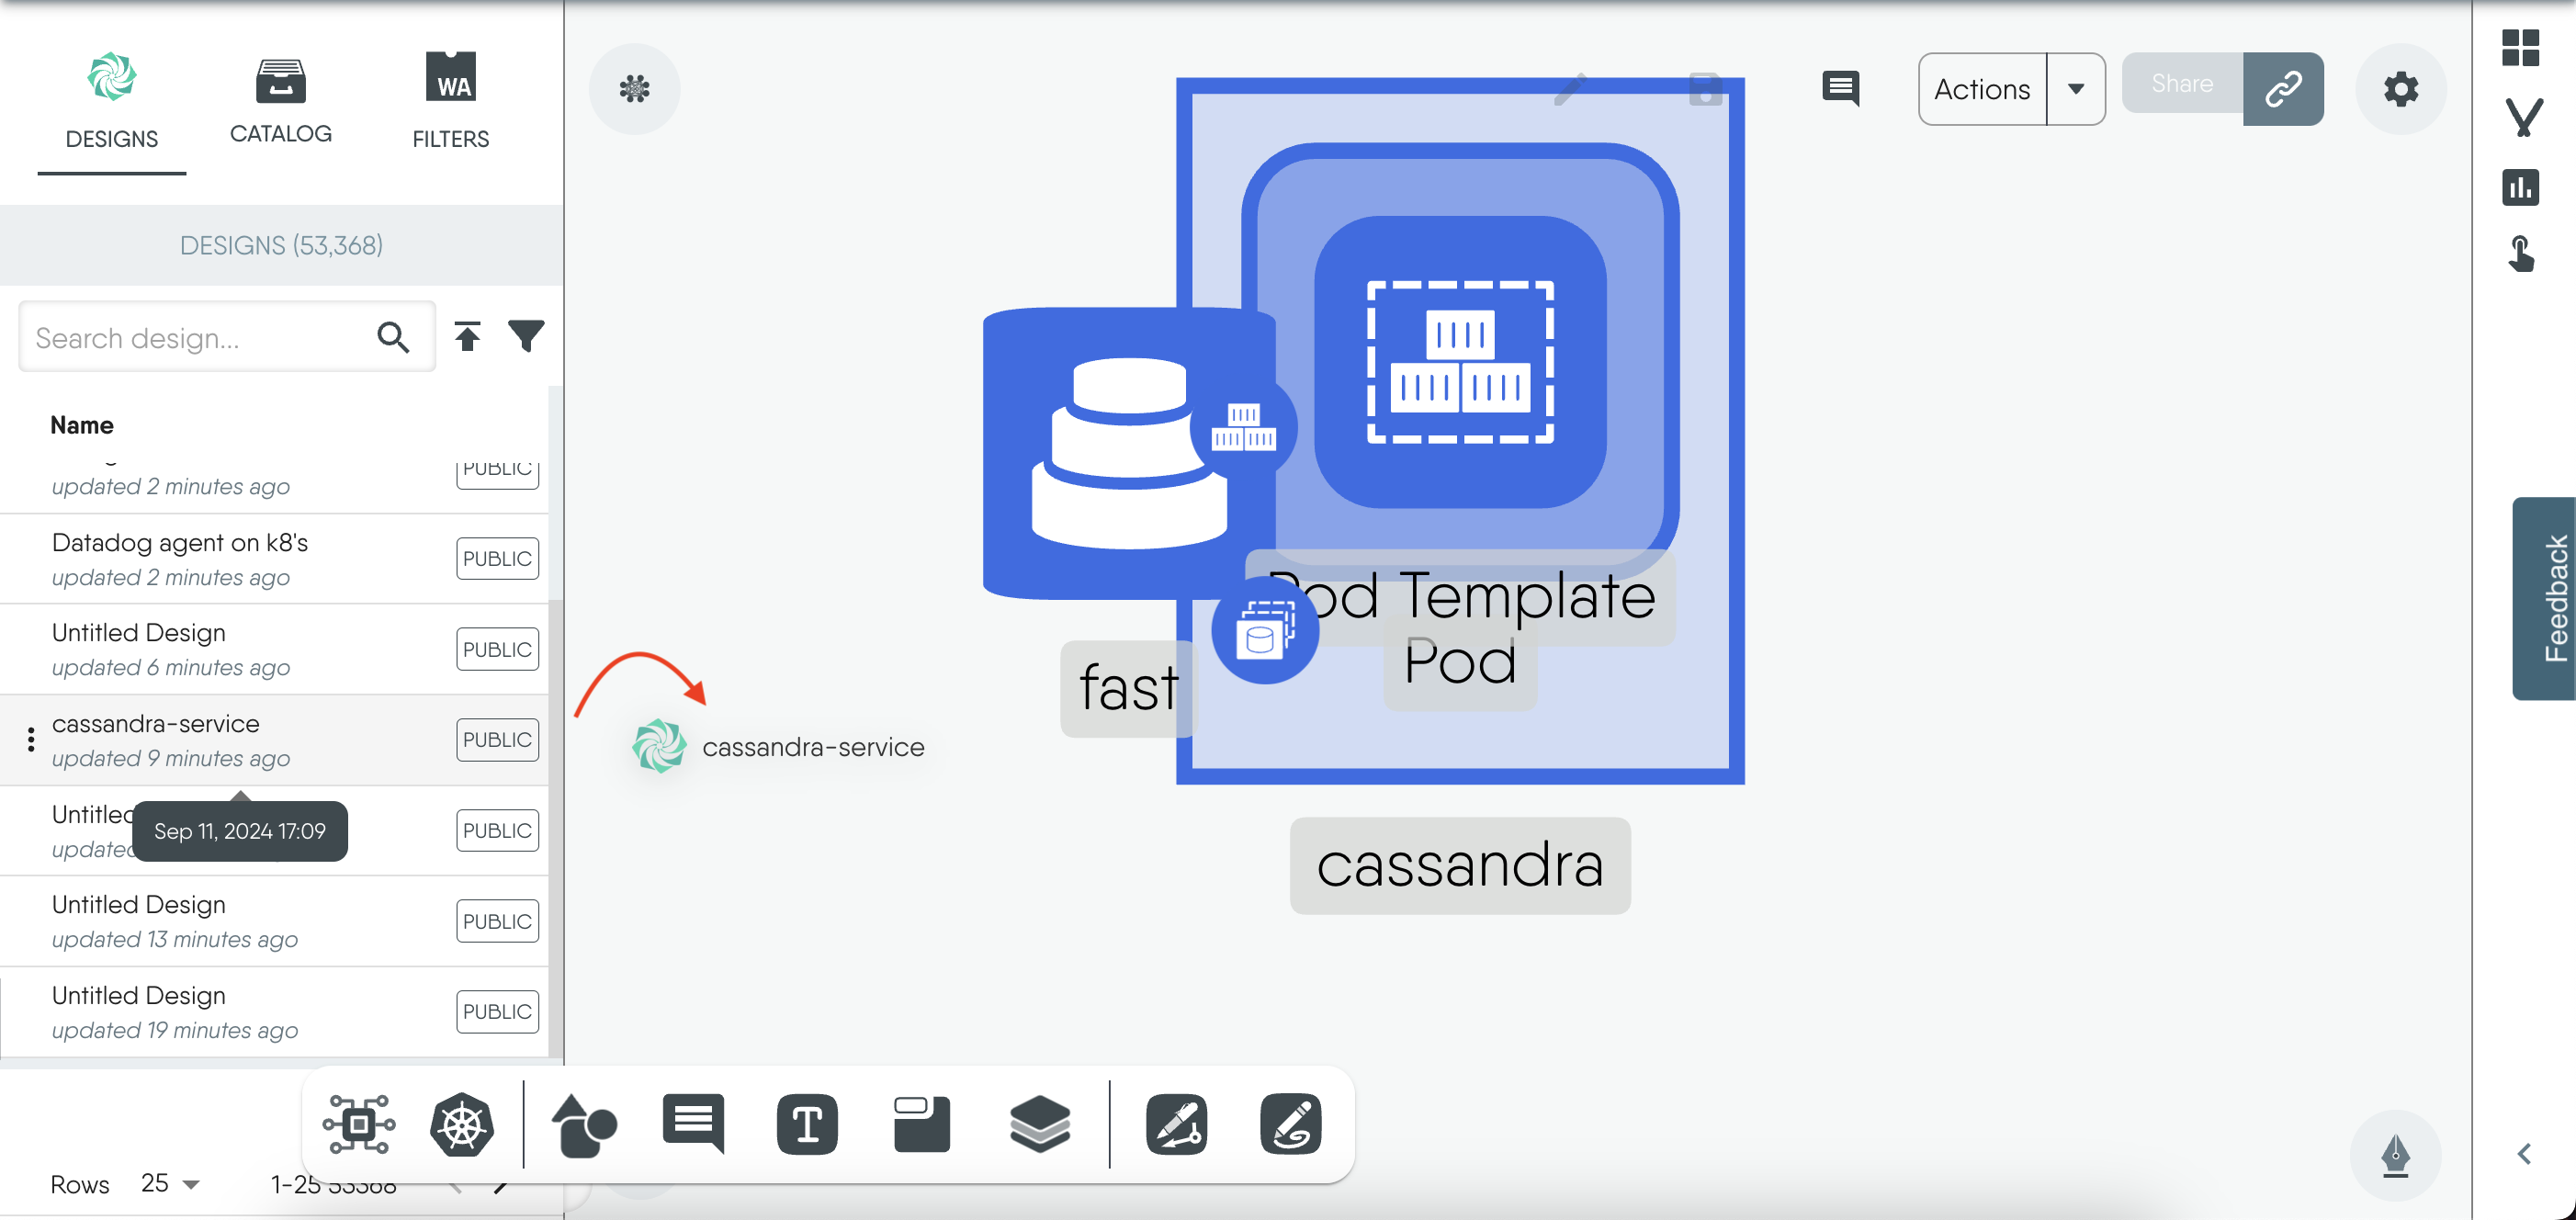 DESIGNS
CATALOG
WA
FILTERS
DESIGNS (53,368)
Search design...
Name
updated 2 minutes ago
PUBLIC
Datadog agent on k8's
updated 2 minutes ago
PUBLIC
Untitled Design
updated 6 minutes ago
PUBLIC
cassandra-service
updated 9 minutes ago
PUBLIC
Untitled
updated
PUBLIC
Sep 11, 2024 17:09
Untitled Design
updated 13 minutes ago
PUBLIC
Untitled Design
updated 19 minutes ago
PUBLIC
Rows 25
1-25 53368
cassandra-service
fast
Pod Template
Pod
cassandra
T
Actions
Share
Feedback